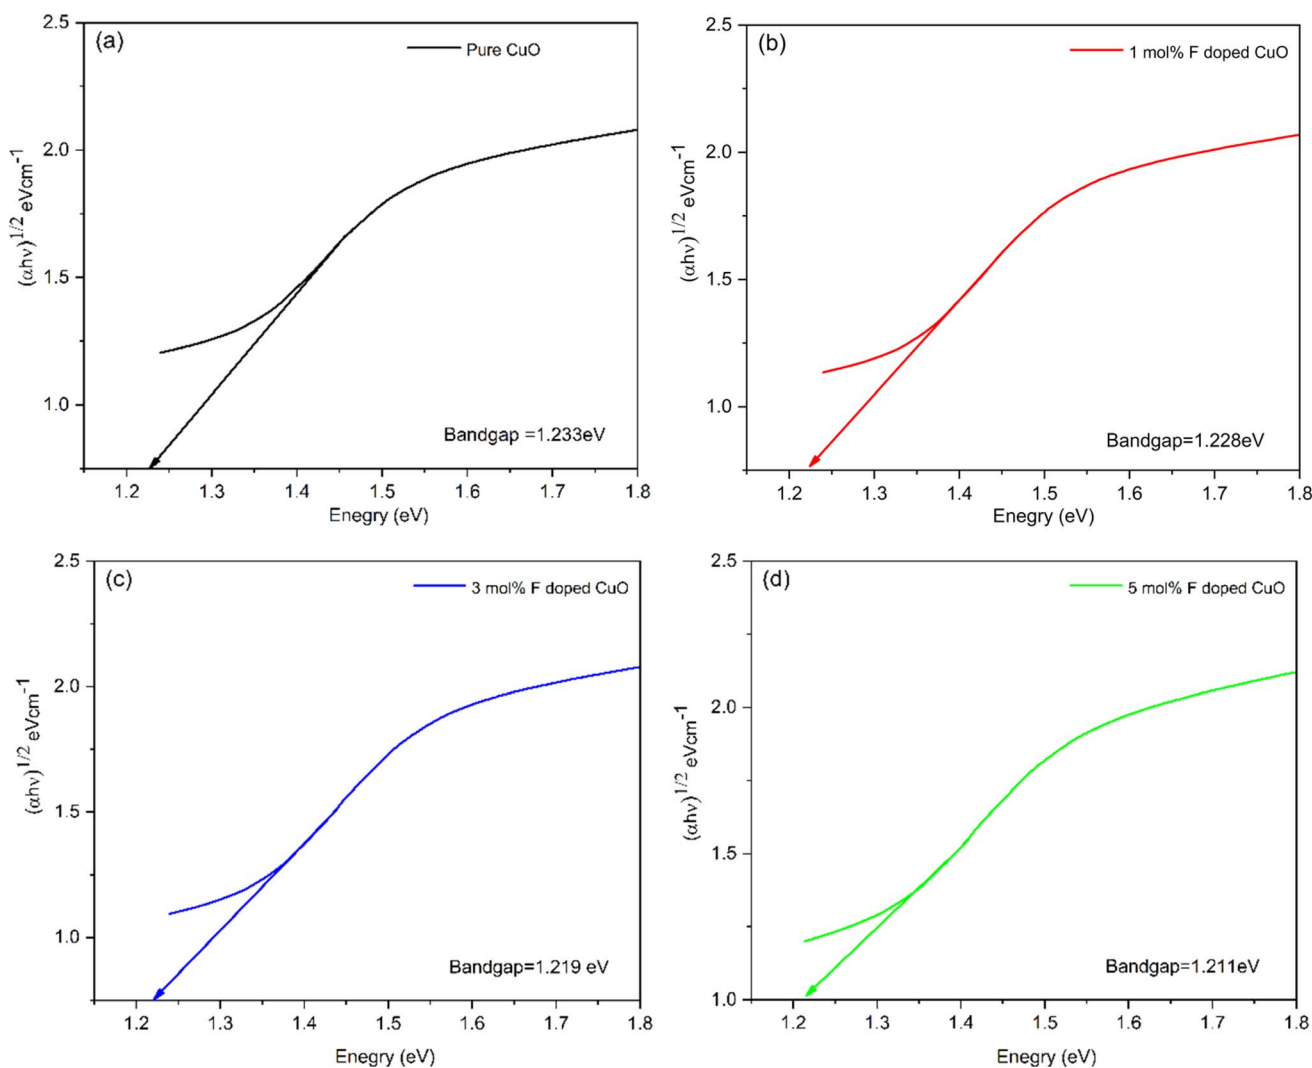 (a)
Pure CuO
2.5
2.0
1.5
1.0
(αhν)1/2 eVcm-1
Bandgap =1.233eV
1.2 1.3 1.4 1.5 1.6 1.7 1.8
Enegry (eV)
(b)
1 mol% F doped CuO
2.5
2.0
1.5
1.0
(αhν)1/2 eVcm-1
Bandgap=1.228eV
1.2 1.3 1.4 1.5 1.6 1.7 1.8
Enegry (eV)
(c)
3 mol% F doped CuO
2.5
2.0
1.5
1.0
(αhν)1/2 eVcm-1
Bandgap=1.219 eV
1.2 1.3 1.4 1.5 1.6 1.7 1.8
Enegry (eV)
(d)
5 mol% F doped CuO
2.5
2.0
1.5
1.0
(αhν)1/2 eVcm-1
Bandgap=1.211eV
1.2 1.3 1.4 1.5 1.6 1.7 1.8
Enegry (eV)